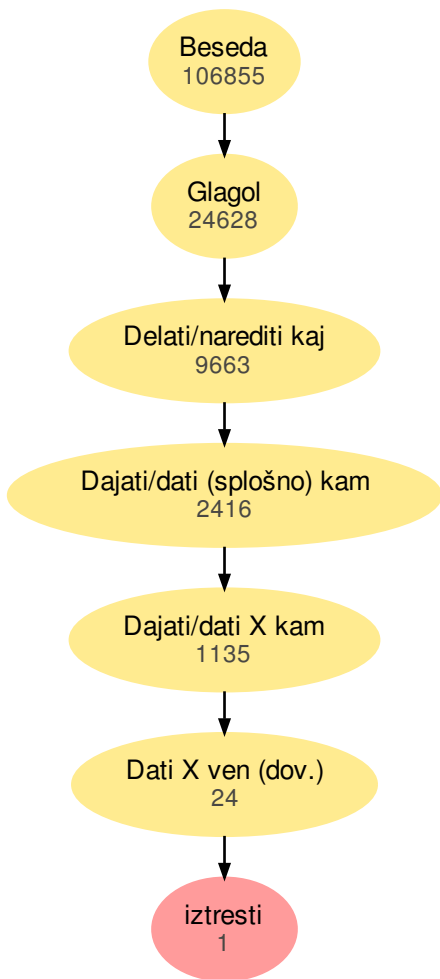 Beseda
106855
Glagol
24628
Delati/narediti kaj
9663
Dajati/dati (splošno) kam
2416
Dajati/dati X kam
1135
Dati X ven (dov.)
24
iztresti
1